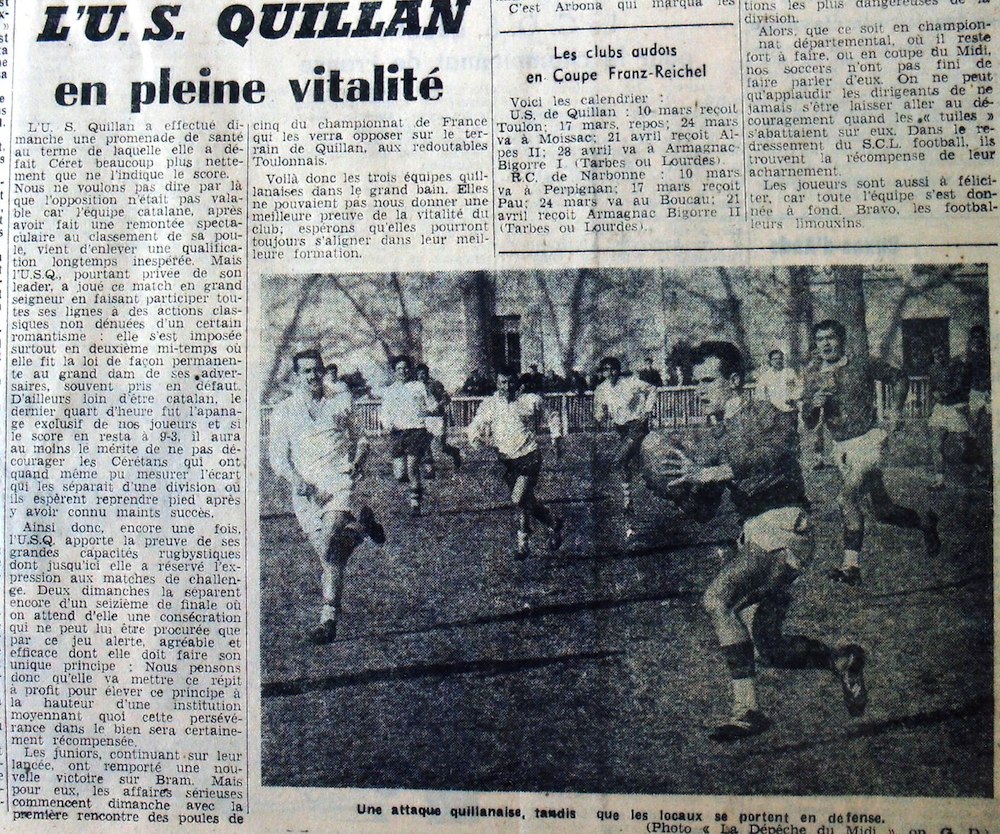 L'U. S. QUILLAN
en pleine vitalité
L'U. S. Quillan a effectué di-
manche une promenade de santé
au terme de laquelle elle a dé-
fait Céret beaucoup plus nette-
ment que ne l'indique le score.
Nous ne voulons pas dire par là
que l'opposition n'était pas vala-
ble car l'équipe catalane, après
avoir fait une remontée specta-
culaire au classement de sa pou-
le, vient d'enlever une qualifica-
tion longtemps inespérée. Mais
l'U.S.Q., pourtant privée de son
leader, a joué ce match en grand
seigneur en faisant participer tou-
tes ses lignes à des actions clas-
siques non dénuées d'un certain
romantisme : elle s'est imposée
surtout en deuxième mi-temps où
elle fit la loi de façon permanen-
te au grand dam de ses adver-
saires, souvent pris en défaut.
D'ailleurs loin d'être catalan, le
dernier quart d'heure fut l'apana-
ge exclusif de nos joueurs et si
le score en resta à 9-3, il aura
au moins le mérite de ne pas dé-
courager les Cérétans qui ont
quand même pu mesurer l'écart
qui les séparait d'une division où
ils espèrent reprendre pied après
y avoir connu maints succès.
Ainsi donc, encore une fois,
l'U.S.Q. apporte la preuve de ses
grandes capacités rugbystiques
dont jusqu'ici elle a réservé l'ex-
pression aux matches de challen-
ge. Deux dimanches la séparent
encore d'un seizième de finale où
on attend d'elle une consécration
qui ne peut lui être procurée que
par ce jeu alerte, agréable et
efficace dont elle doit faire son
unique principe : Nous pensons
donc qu'elle va mettre ce répit
à profit pour élever ce principe à
la hauteur d'une institution
moyennant quoi cette persévé-
rance dans le bien sera certaine-
ment récompensée.
Les juniors, continuant sur leur
lancée, ont remporté une nou-
velle victoire sur Bram. Mais
pour eux, les affaires sérieuses
commencent dimanche avec la
première rencontre des poules de
cinq du championnat de France
qui les verra opposer sur le ter-
rain de Quillan, aux redoutables
Toulonnais.
Voilà donc les trois équipes quil-
lanaises dans le grand bain. Elles
ne pouvaient pas nous donner une
meilleure preuve de la vitalité du
club; espérons qu'elles pourront
toujours s'aligner dans leur meil-
leure formation.
C'est Arbona qui marqua les
Les clubs audois
en Coupe Franz-Reichel
Voici les calendrier :
U.S. de Quillan : 10 mars reçoit
Toulon; 17 mars, repos; 24 mars
va à Moissac; 21 avril reçoit Al-
pes II; 28 avril va à Armagnac-
Bigorre I (Tarbes ou Lourdes).
R.C. de Narbonne : 10 mars
va à Perpignan; 17 mars reçoit
Pau; 24 mars va au Boucau; 21
avril reçoit Armagnac Bigorre II
(Tarbes ou Lourdes).
tions les plus dangereuses de la
division.
Alors, que ce soit en champion-
nat départemental, où il reste
fort à faire, ou en coupe du Midi,
nos soccers n'ont pas fini de
faire parler d'eux. On ne peut
qu'applaudir les dirigeants de ne
jamais s'être laisser aller au dé-
couragement quand les « tuiles »
s'abattaient sur eux. Dans le re-
dressement du S.C.L. football, ils
trouvent la récompense de leur
acharnement.
Les joueurs sont aussi à félici-
ter, car toute l'équipe s'est don-
née à fond. Bravo, les footbal-
leurs limouxins.
Une attaque quillanaise, tandis que les locaux se portent en défense.
(Photo « La Dépêche du Midi »